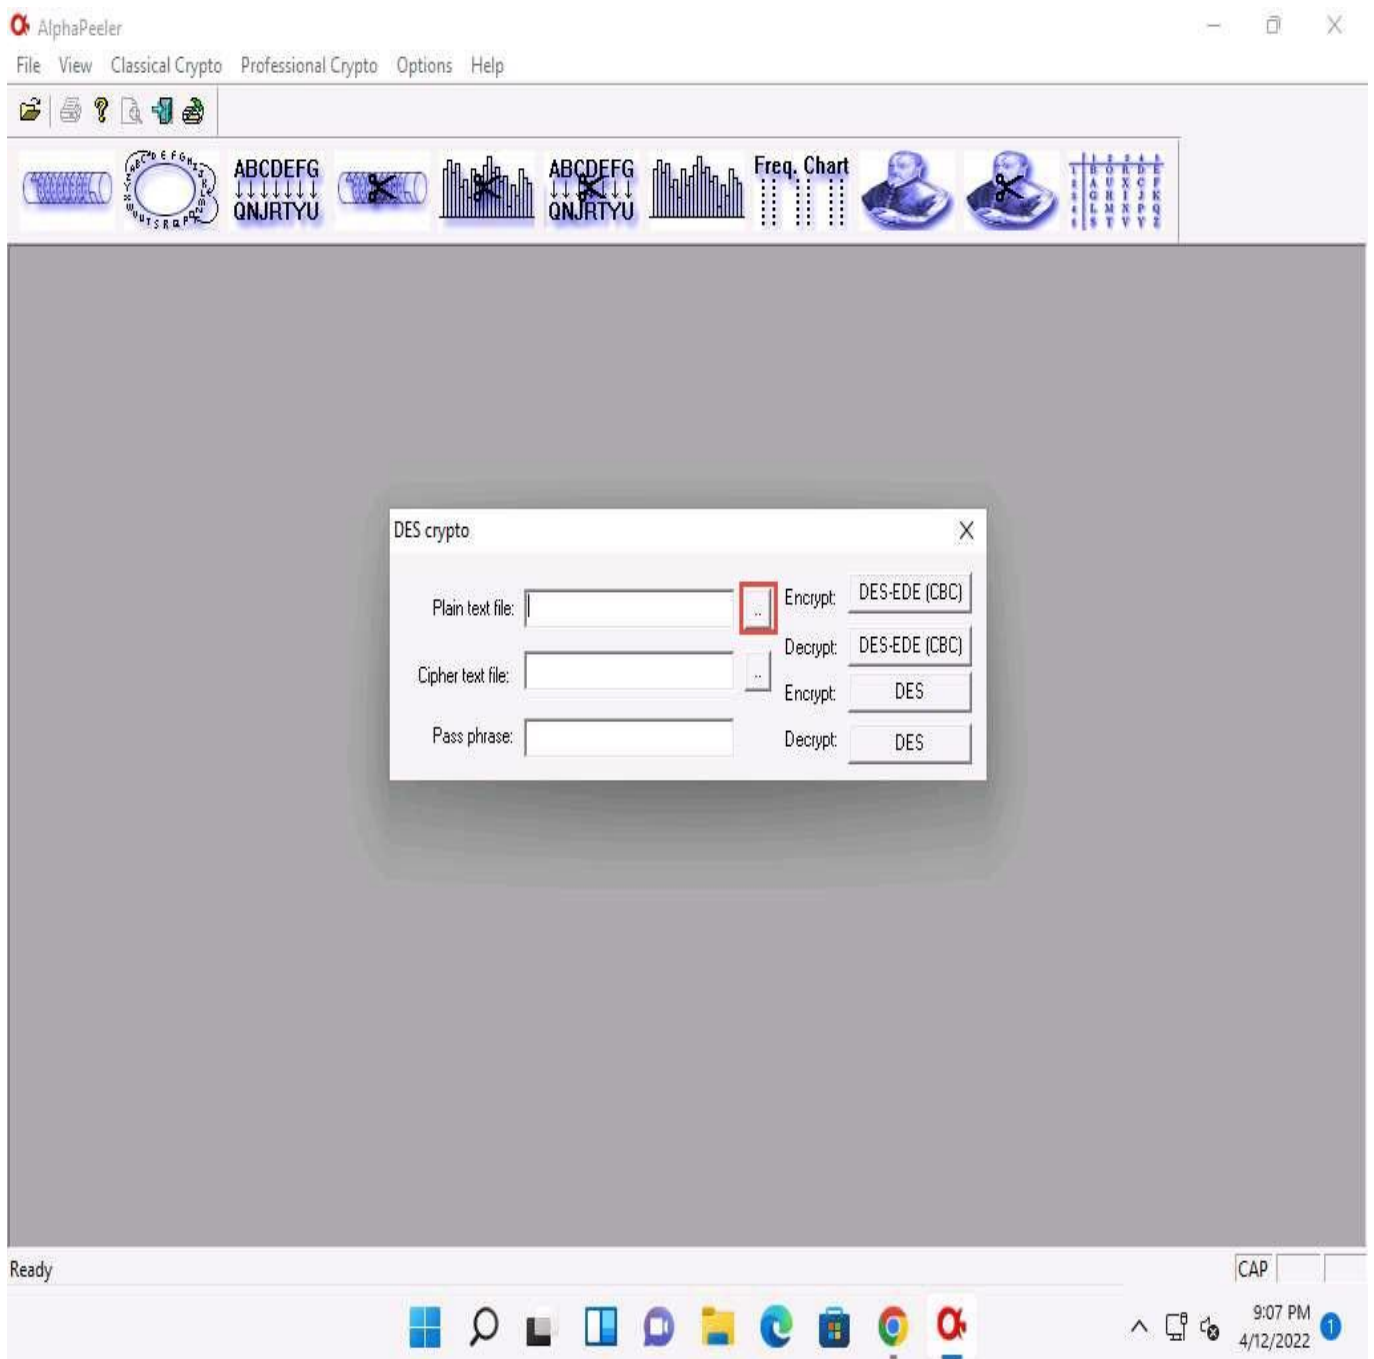 AlphaPeeler
File View Classical Crypto Professional Crypto Options Help
ABCDEFG
QNJRTYU
ABCDEFG
QNJRTYU
Freq. Chart
DES crypto
Plain text file:
..
Encrypt:
DES-EDE (CBC)
Decrypt:
DES-EDE (CBC)
Cipher text file:
..
Encrypt:
DES
Pass phrase:
Decrypt:
DES
Ready
CAP
9:07 PM
4/12/2022
1